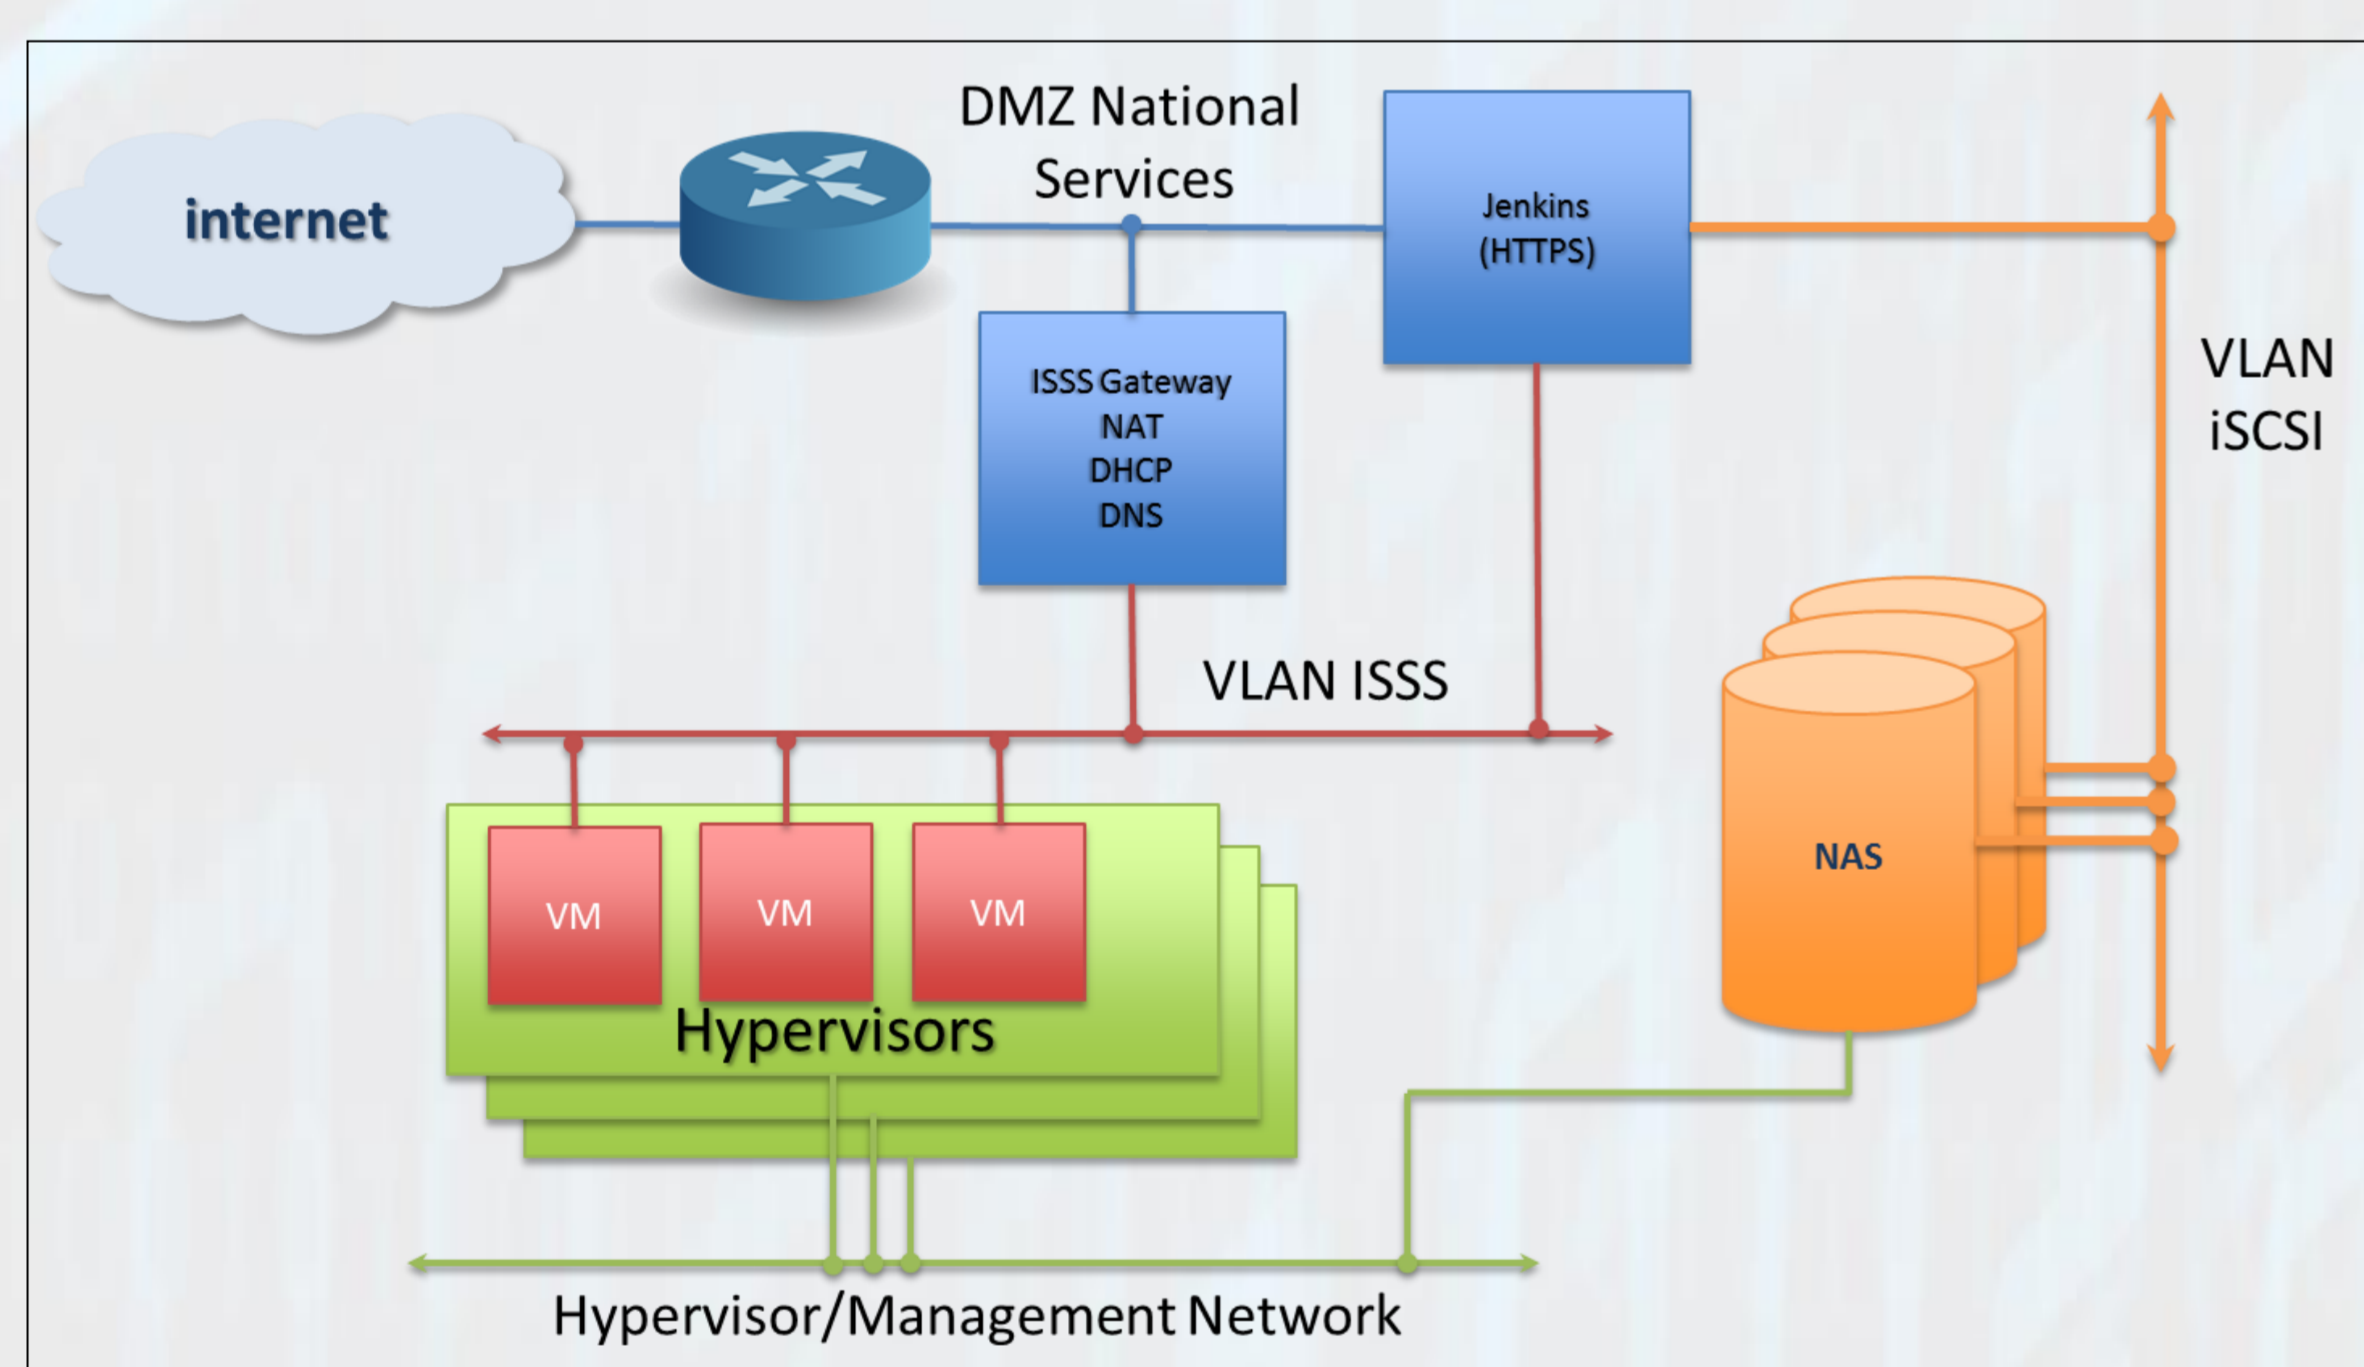 DMZ National
Services
internet
Jenkins
(HTTPS)
ISSS Gateway
NAT
DHCP
DNS
VLAN
iSCSI
VLAN ISSS
NAS
VM
VM
VM
Hypervisors
Hypervisor/Management Network